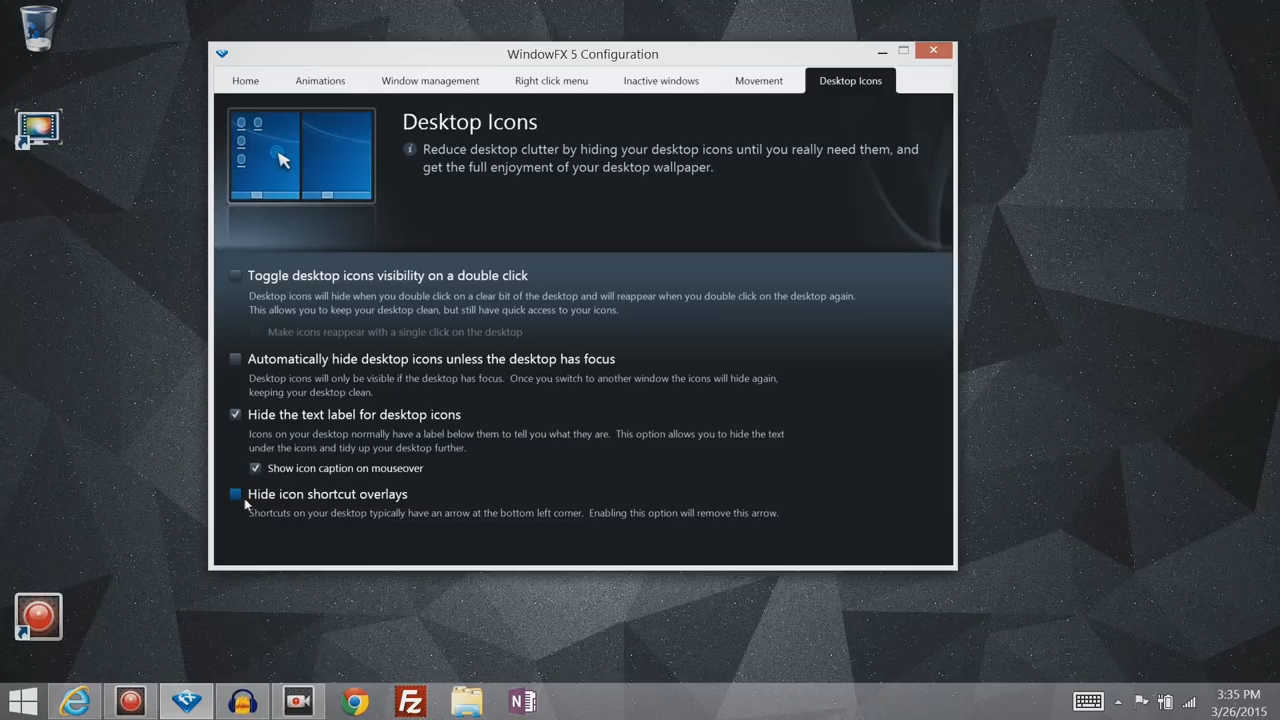 WindowFX 5 Configuration
Home Animations Window management Right click menu Inactive windows Movement Desktop Icons
Desktop Icons
Reduce desktop clutter by hiding your desktop icons until you really need them, and
get the full enjoyment of your desktop wallpaper.
Toggle desktop icons visibility on a double click
Desktop icons will hide when you double click on a clear bit of the desktop and will reappear when you double click on the desktop again.
This allows you to keep your desktop clean, but still have quick access to your icons.
Make icons reappear with a single click on the desktop
Automatically hide desktop icons unless the desktop has focus
Desktop icons will only be visible if the desktop has focus. Once you switch to another window the icons will hide again,
keeping your desktop clean.
Hide the text label for desktop icons
Icons on your desktop normally have a label below them to tell you what they are. This option allows you to hide the text
under the icons and tidy up your desktop further.
Show icon caption on mouseover
Hide icon shortcut overlays
Shortcuts on your desktop typically have an arrow at the bottom left corner. Enabling this option will remove this arrow.
Fz
N
3:35 PM
3/26/2015